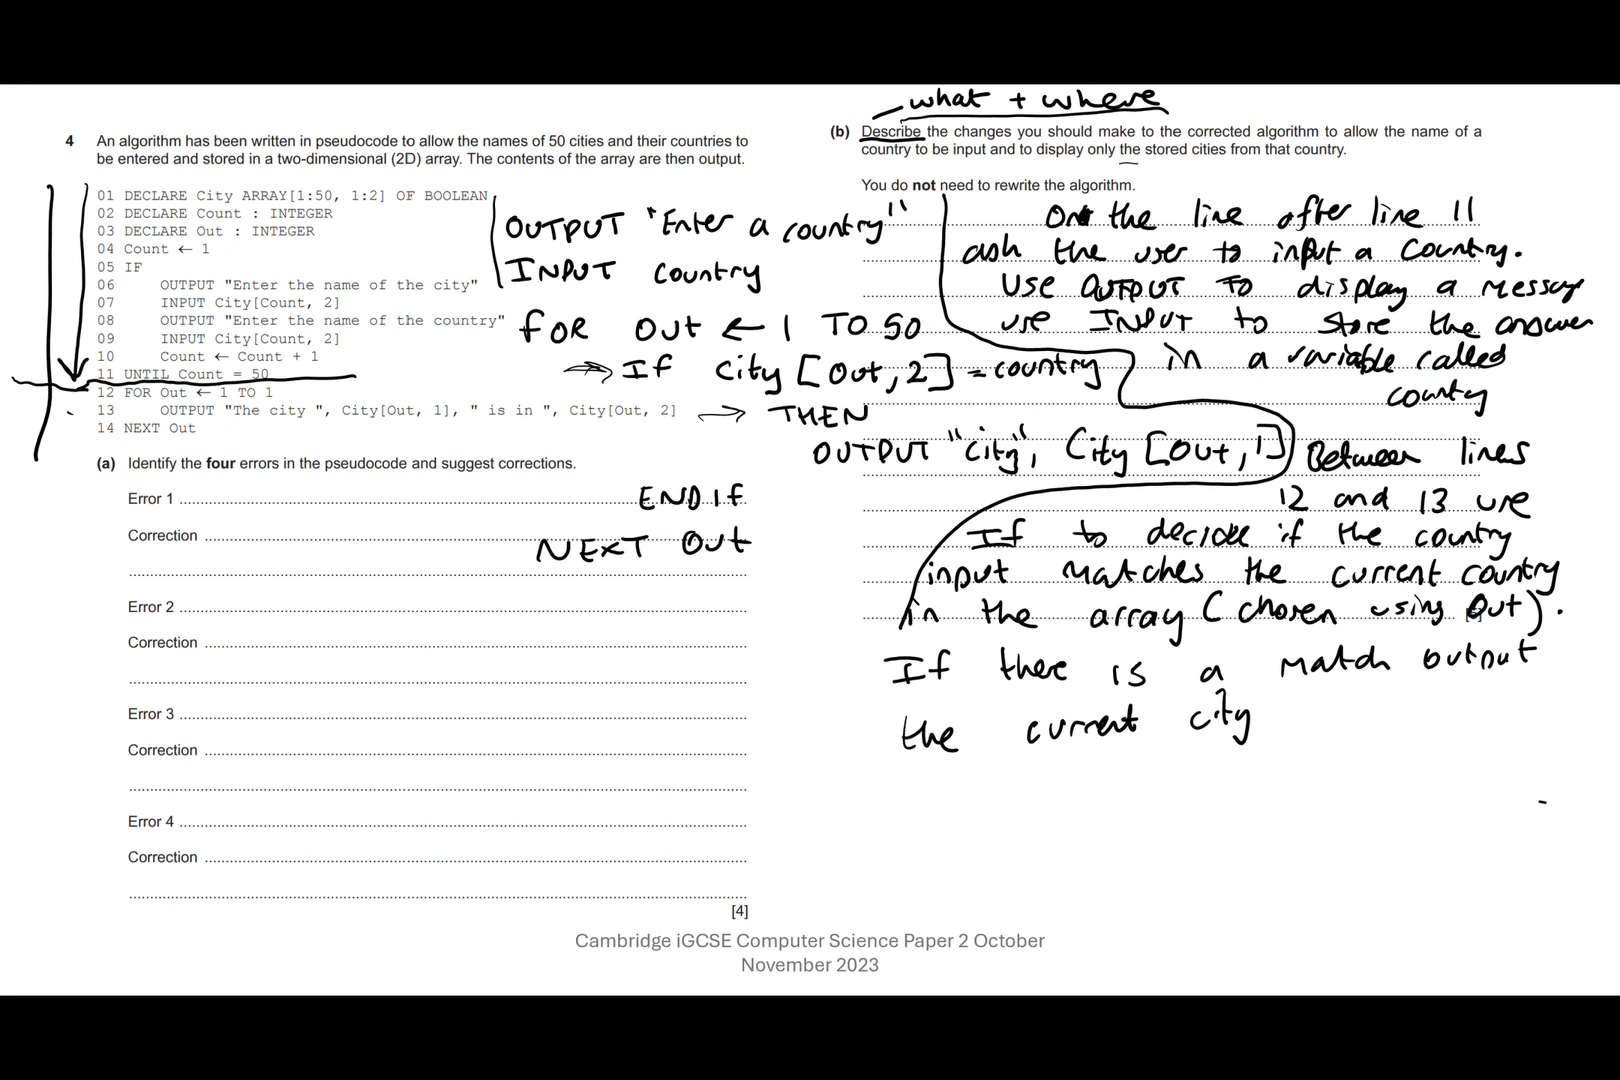 4 An algorithm has been written in pseudocode to allow the names of 50 cities and their countries to
be entered and stored in a two-dimensional (2D) array. The contents of the array are then output.
01 DECLARE City ARRAY[1:50, 1:2] OF BOOLEAN
02 DECLARE Count : INTEGER
03 DECLARE Out : INTEGER
04 Count ← 1
05 IF
06 OUTPUT "Enter the name of the city"
07 INPUT City[Count, 2]
08 OUTPUT "Enter the name of the country"
09 INPUT City[Count, 2]
10 Count ← Count + 1
11 UNTIL Count = 50
12 FOR Out ← 1 TO 1
13 OUTPUT "The city ", City[Out, 1], " is in ", City[Out, 2]
14 NEXT Out
OUTPUT "Enter a country"
INPUT country
FOR Out ← 1 TO 50
If City [Out, 2] = country
THEN
OUTPUT "city", City [Out, 1]
ENDIf
NEXT Out
(a) Identify the four errors in the pseudocode and suggest corrections.
Error 1
Correction
Error 2
Correction
Error 3
Correction
Error 4
Correction
[4]
what + where
(b) Describe the changes you should make to the corrected algorithm to allow the name of a
country to be input and to display only the stored cities from that country.
You do not need to rewrite the algorithm.
On the line after line 11
ask the user to input a country.
Use OUTPUT to display a message
use INPUT to store the answer
in a variable called
county
Between lines
12 and 13 use
If to decide if the country
input matches the current country
in the array (chosen using Out).
If there is a match output
the current city
Cambridge iGCSE Computer Science Paper 2 October
November 2023